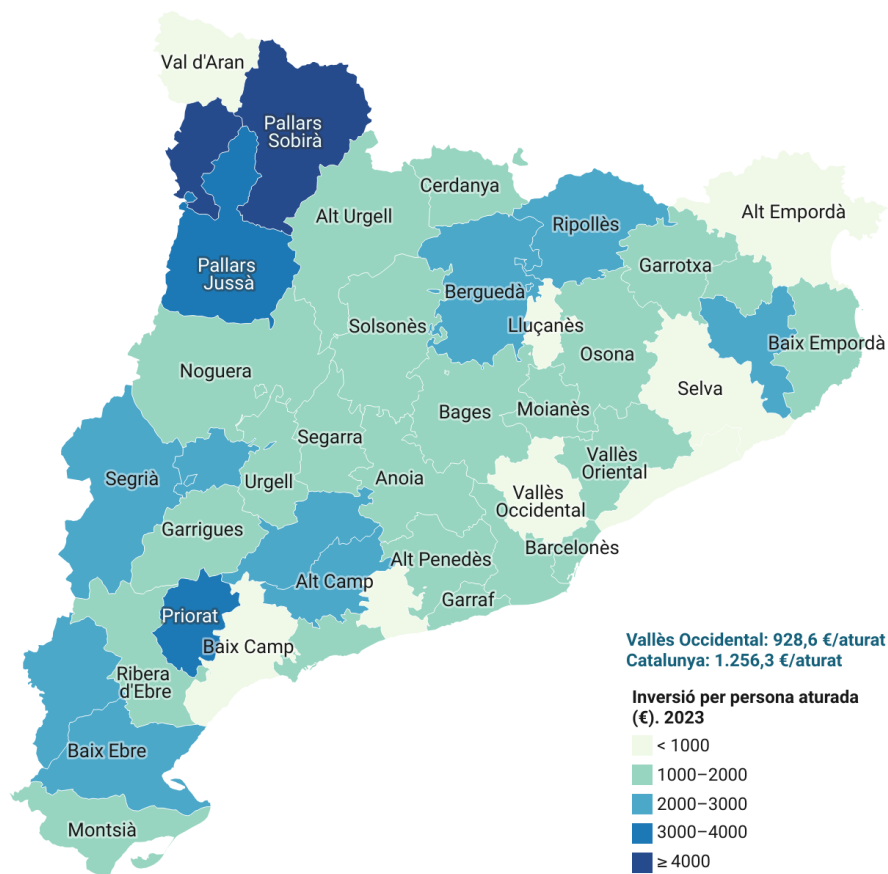 Val d'Aran
Pallars
Sobirà
Cerdanya
Alt Urgell
Ripollès
Alt Empordà
Garrotxa
Pallars
Jussà
Berguedà
Lluçanès
Solsonès
Baix Empordà
Osona
Noguera
Selva
Bages
Moianès
Segarra
Vallès
Oriental
Segrià
Urgell
Anoia
Vallès
Occidental
Garrigues
Barcelonès
Alt Penedès
Alt Camp
Garraf
Priorat
Baix Camp
Ribera
d'Ebre
Baix Ebre
Montsià
Vallès Occidental: 928,6 €/aturat
Catalunya: 1.256,3 €/aturat
Inversió per persona aturada
(€). 2023
< 1000
1000–2000
2000–3000
3000–4000
≥ 4000